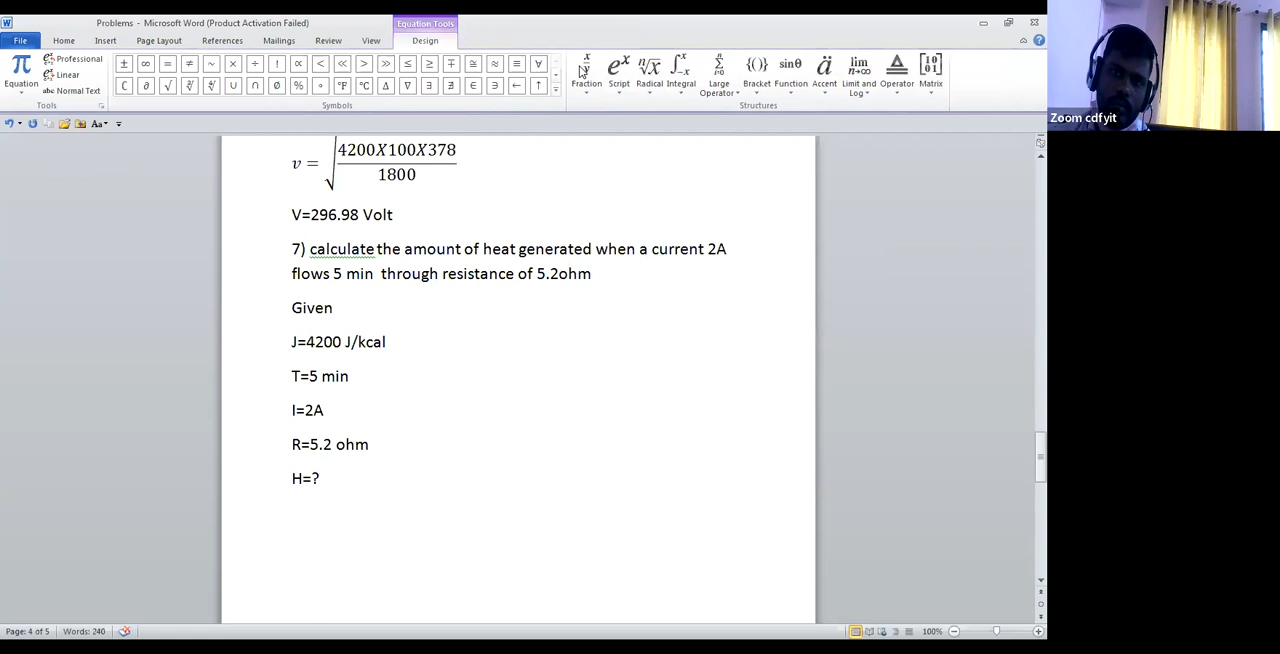 Problems - Microsoft Word (Product Activation Failed)
Equation Tools
File Home Insert Page Layout References Mailings Review View Design
π Equation
Professional
Linear
abc Normal Text
Tools
± ∞ = ≠ ~ × ÷ ! ∝ < ≪ > ≫ ≤ ≥ ∓ ≅ ≈ ≡ ∀
∁ ∂ √ ∛ ∜ ∪ ∩ ∅ % ° °F °C ∆ ∇ ∃ ∄ ∈ ∋ ← ↑
Symbols
Fraction Script Radical Integral Large Operator Bracket Function Accent Limit and Log Operator Matrix
Structures
Aa
Zoom cdfyit
v = √(4200X100X378/1800)
V=296.98 Volt
7) calculate the amount of heat generated when a current 2A
flows 5 min through resistance of 5.2ohm
Given
J=4200 J/kcal
T=5 min
I=2A
R=5.2 ohm
H=?
Page: 4 of 5 Words: 240 100%